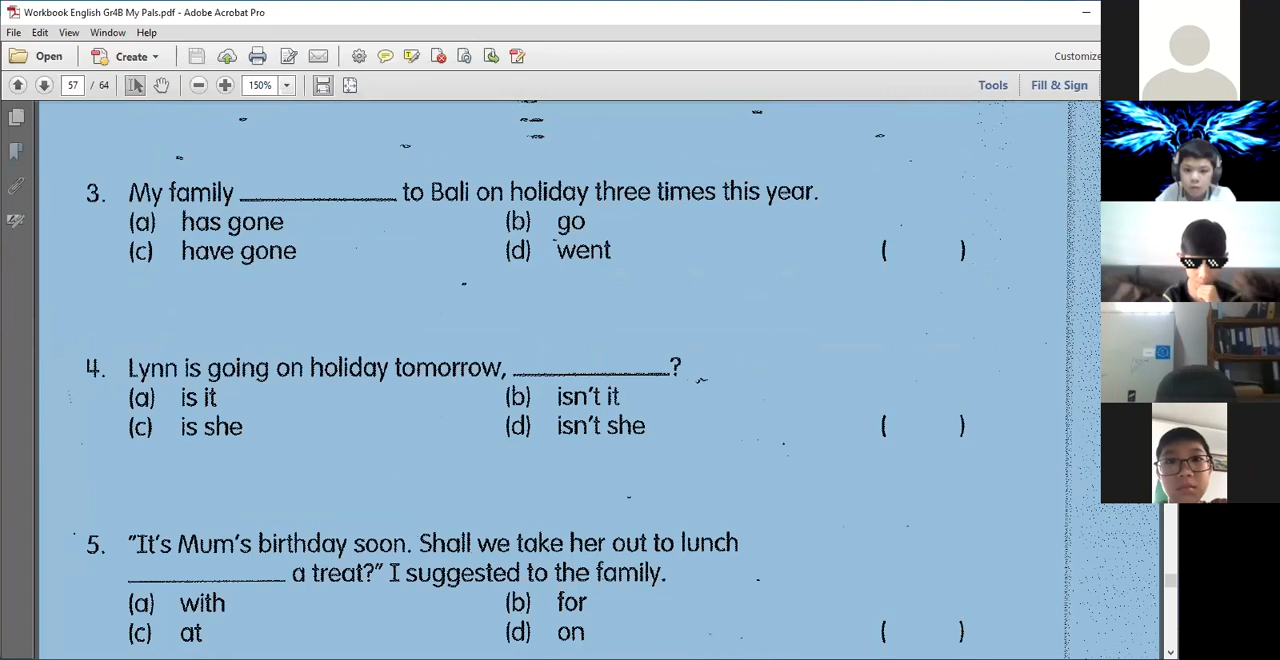 Workbook English Gr4B My Pals.pdf - Adobe Acrobat Pro
File Edit View Window Help
Open Create Customize
57 / 64 150% Tools Fill & Sign
3. My family ____________ to Bali on holiday three times this year.
(a) has gone (b) go
(c) have gone (d) went ( )
4. Lynn is going on holiday tomorrow, ____________?
(a) is it (b) isn't it
(c) is she (d) isn't she ( )
5. "It's Mum's birthday soon. Shall we take her out to lunch
____________ a treat?" I suggested to the family.
(a) with (b) for
(c) at (d) on ( )